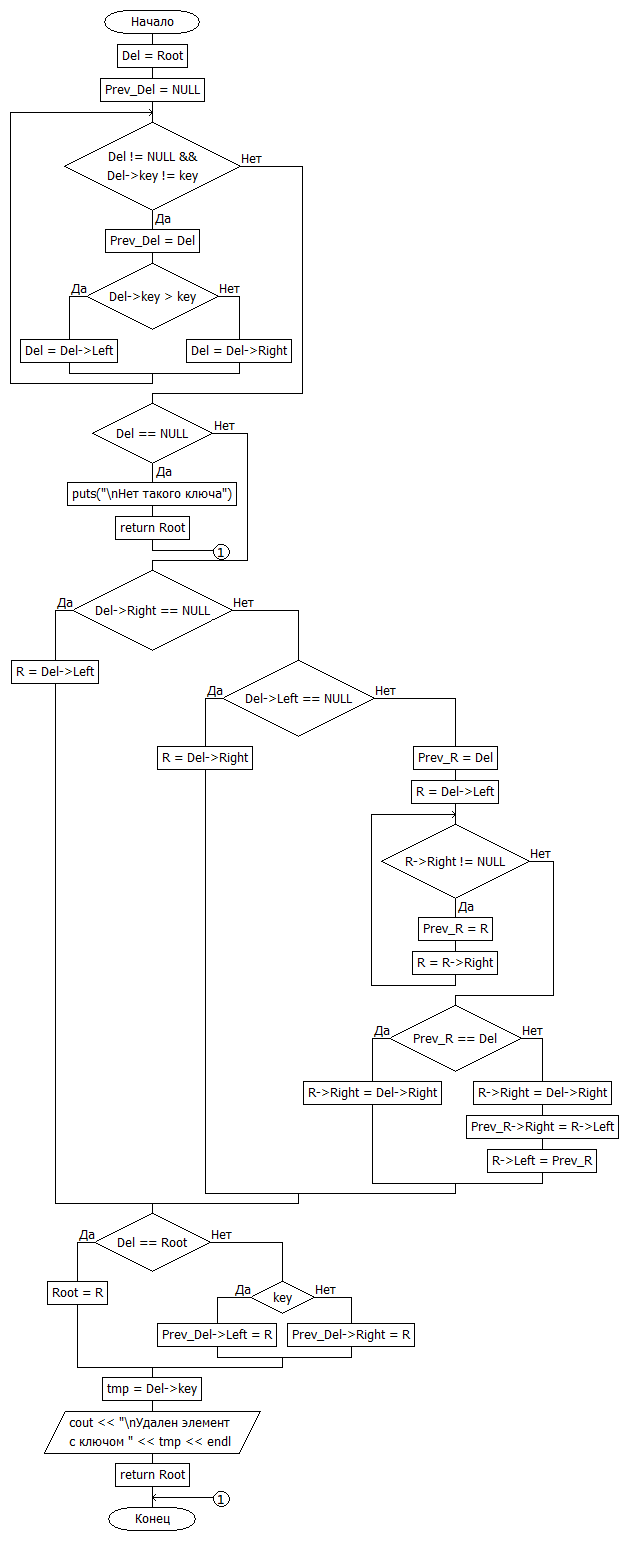 Начало
Del = Root
Prev_Del = NULL
Del != NULL &&
Del->key != key
Нет
Да
Prev_Del = Del
Del->key > key
Да
Нет
Del = Del->Left
Del = Del->Right
Del == NULL
Нет
Да
puts("\nНет такого ключа")
return Root
1
Del->Right == NULL
Да
Нет
R = Del->Left
Del->Left == NULL
Да
Нет
R = Del->Right
Prev_R = Del
R = Del->Left
R->Right != NULL
Нет
Да
Prev_R = R
R = R->Right
Prev_R == Del
Да
Нет
R->Right = Del->Right
R->Right = Del->Right
Prev_R->Right = R->Left
R->Left = Prev_R
Del == Root
Да
Нет
Root = R
key
Да
Нет
Prev_Del->Left = R
Prev_Del->Right = R
tmp = Del->key
cout << "\nУдален элемент
с ключом " << tmp << endl
return Root
1
Конец